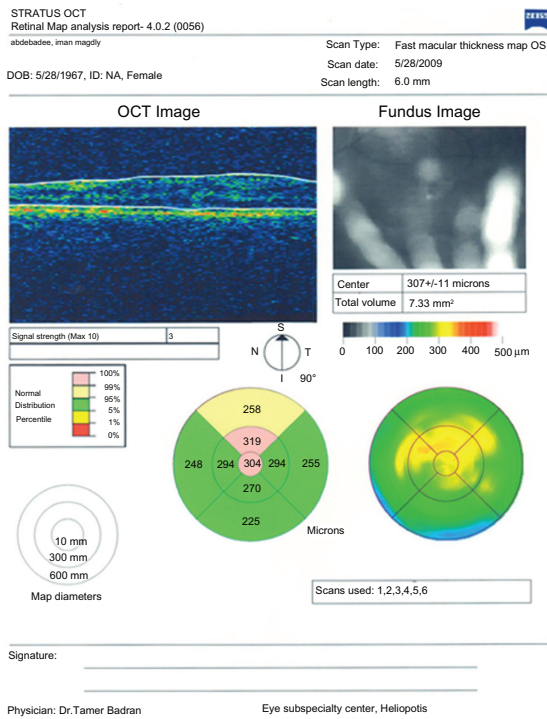 STRATUS OCT
Retinal Map analysis report- 4.0.2 (0056)
ZEISS
abdebadee, iman magdly
DOB: 5/28/1967, ID: NA, Female
Scan Type: Fast macular thickness map OS
Scan date: 5/28/2009
Scan length: 6.0 mm
OCT Image
Fundus Image
Center 307+/-11 microns
Total volume 7.33 mm²
Signal strength (Max 10) 3
S
N T
I 90°
0 100 200 300 400 500 µm
Normal
Distribution
Percentile
100%
99%
95%
5%
1%
0%
258
319
248 294 304 294 255
270
225
Microns
10 mm
300 mm
600 mm
Map diameters
Scans used: 1,2,3,4,5,6
Signature:
Physician: Dr.Tamer Badran
Eye subspecialty center, Heliopotis